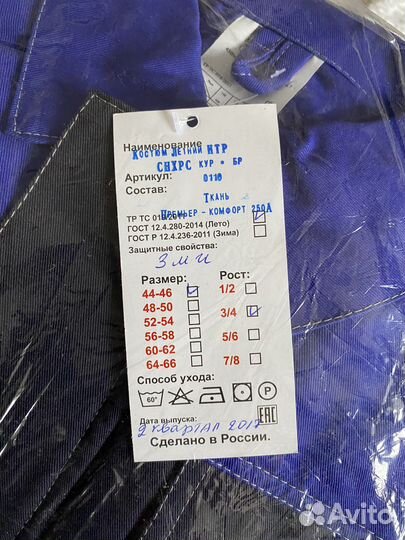 Наименование
Костюм Летний ИТР
СНХРС КУР + БР
Артикул: 0110
Состав:
Ткань
Премьер - комфорт 250А
ТР ТС 019/2011
ГОСТ 12.4.280-2014 (Лето)
ГОСТ Р 12.4.236-2011 (Зима)
Защитные свойства:
З М И
Размер: Рост:
44-46 1/2
48-50
52-54 3/4
56-58 5/6
60-62
64-66 7/8
Способ ухода:
60°
P
Дата выпуска: ЕАС
2 квартал 2017
Сделано в России.
Avito